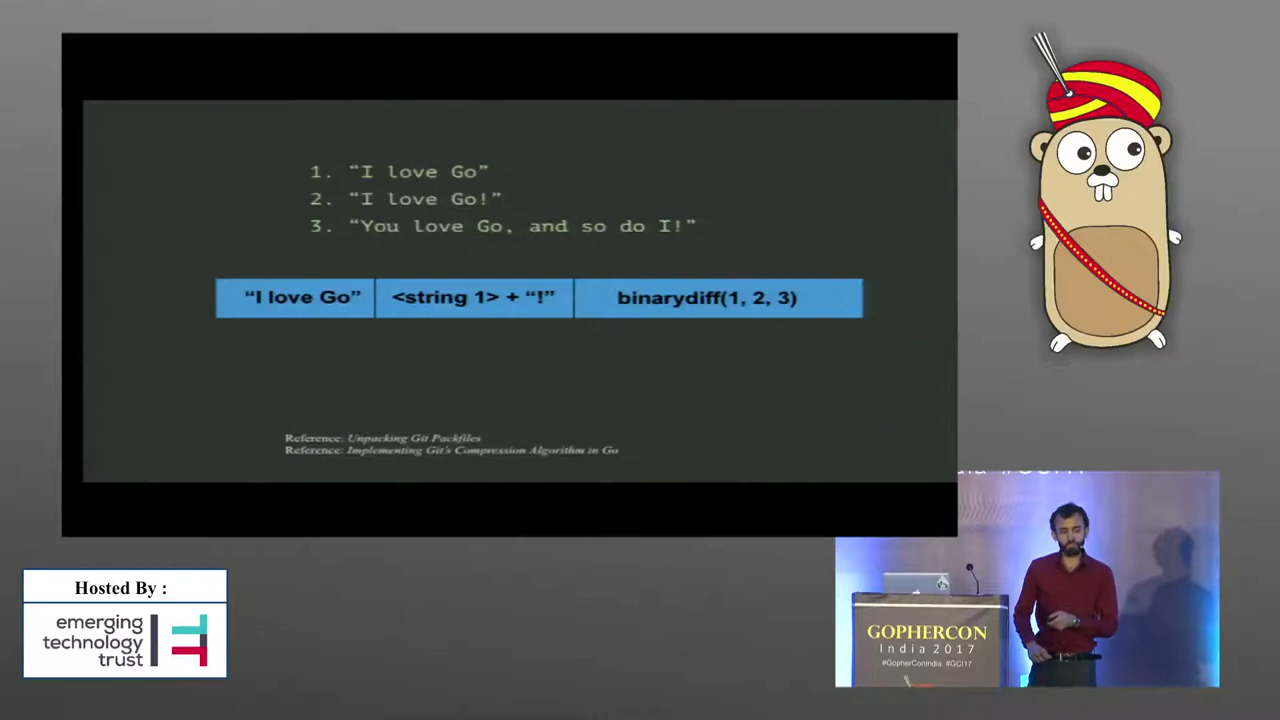 1. “I love Go”
2. “I love Go!”
3. “You love Go, and so do I!”
“I love Go” <string 1> + “!” binarydiff(1, 2, 3)
Reference: Unpacking Git Packfiles
Reference: Implementing Git's Compression Algorithm in Go
Hosted By :
emerging
technology
trust
GOPHERCON
India 2017
#GopherConIndia #GCI17